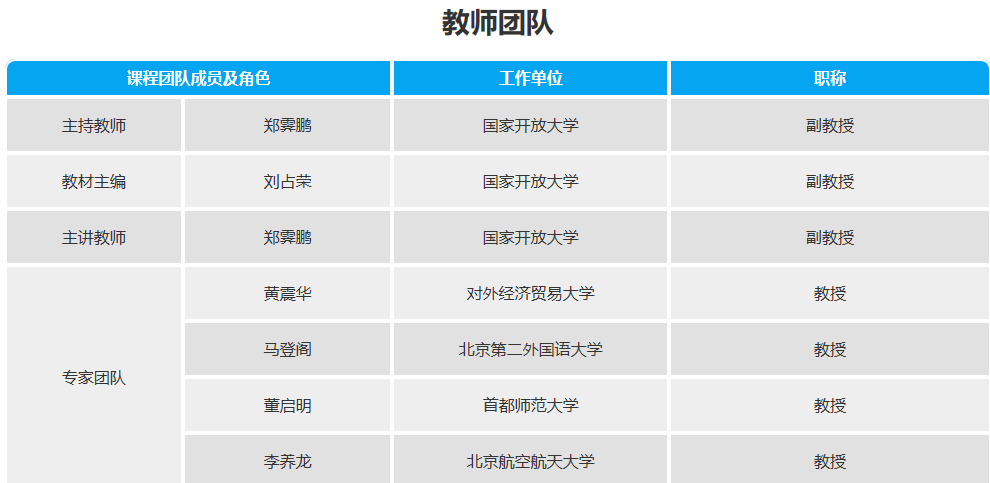 教师团队
课程团队成员及角色 工作单位 职称
主持教师 郑霁鹏 国家开放大学 副教授
教材主编 刘占荣 国家开放大学 副教授
主讲教师 郑霁鹏 国家开放大学 副教授
专家团队 黄震华 对外经济贸易大学 教授
马登阁 北京第二外国语大学 教授
董启明 首都师范大学 教授
李养龙 北京航空航天大学 教授